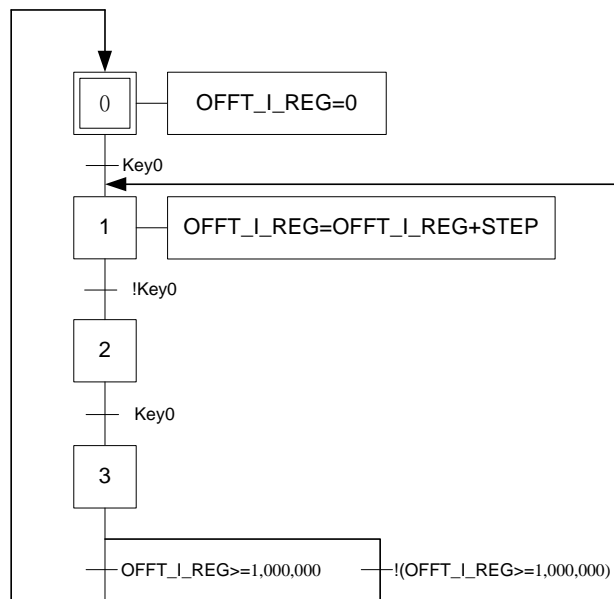 0
OFFT_I_REG=0
Key0
1
OFFT_I_REG=OFFT_I_REG+STEP
!Key0
2
Key0
3
OFFT_I_REG>=1,000,000
!(OFFT_I_REG>=1,000,000)